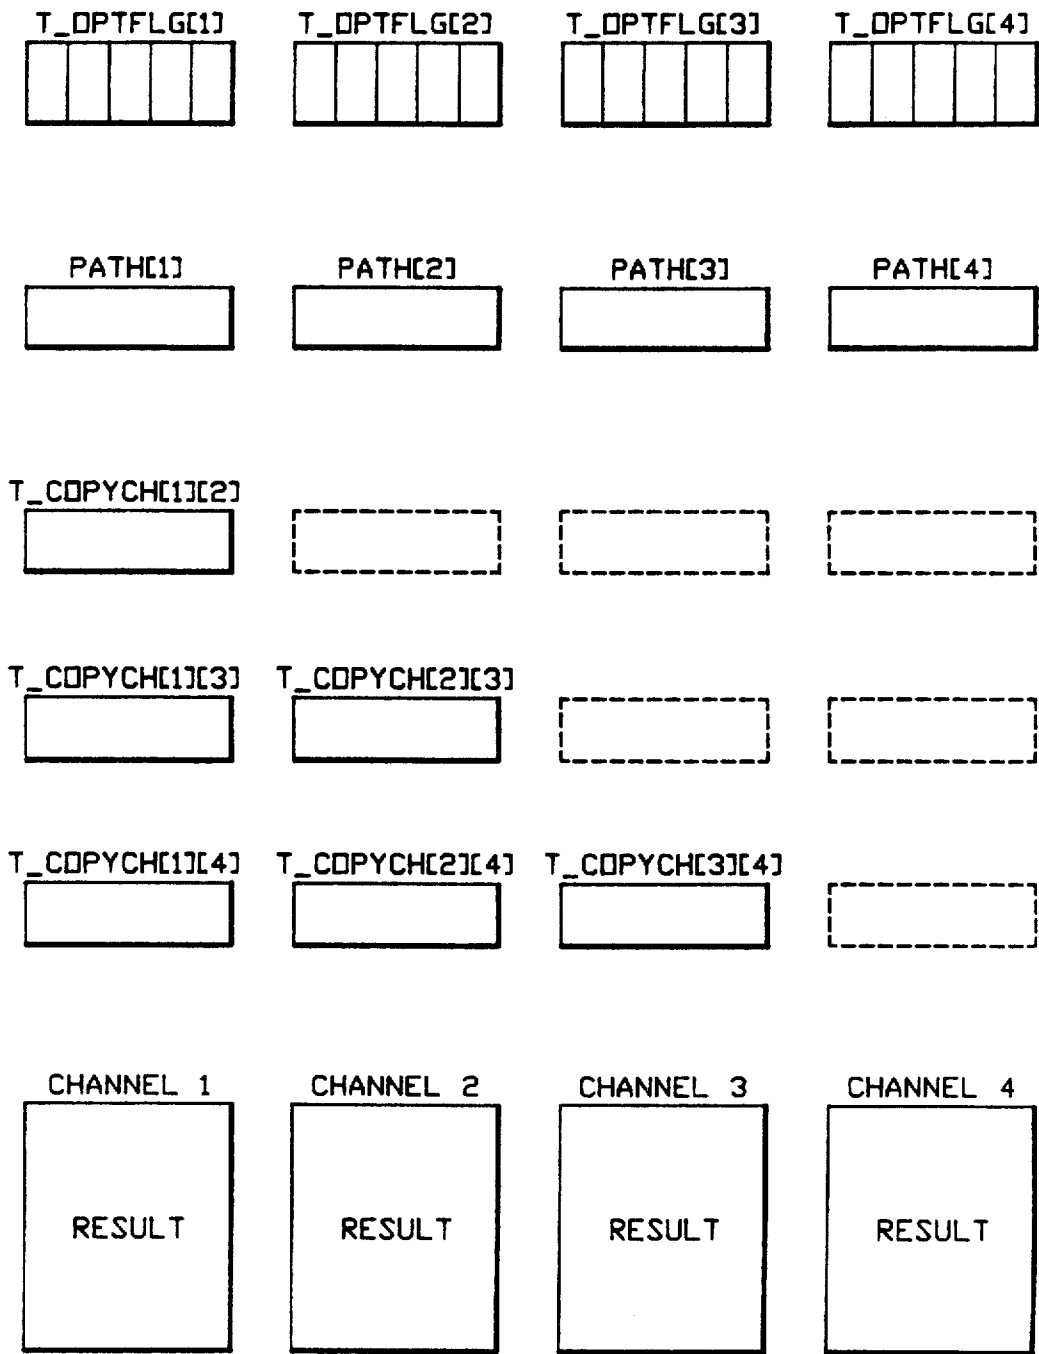 T_OPTFLG[1] T_OPTFLG[2] T_OPTFLG[3] T_OPTFLG[4]
PATH[1] PATH[2] PATH[3] PATH[4]
T_COPYCH[1][2]
T_COPYCH[1][3] T_COPYCH[2][3]
T_COPYCH[1][4] T_COPYCH[2][4] T_COPYCH[3][4]
CHANNEL 1 CHANNEL 2 CHANNEL 3 CHANNEL 4
RESULT RESULT RESULT RESULT